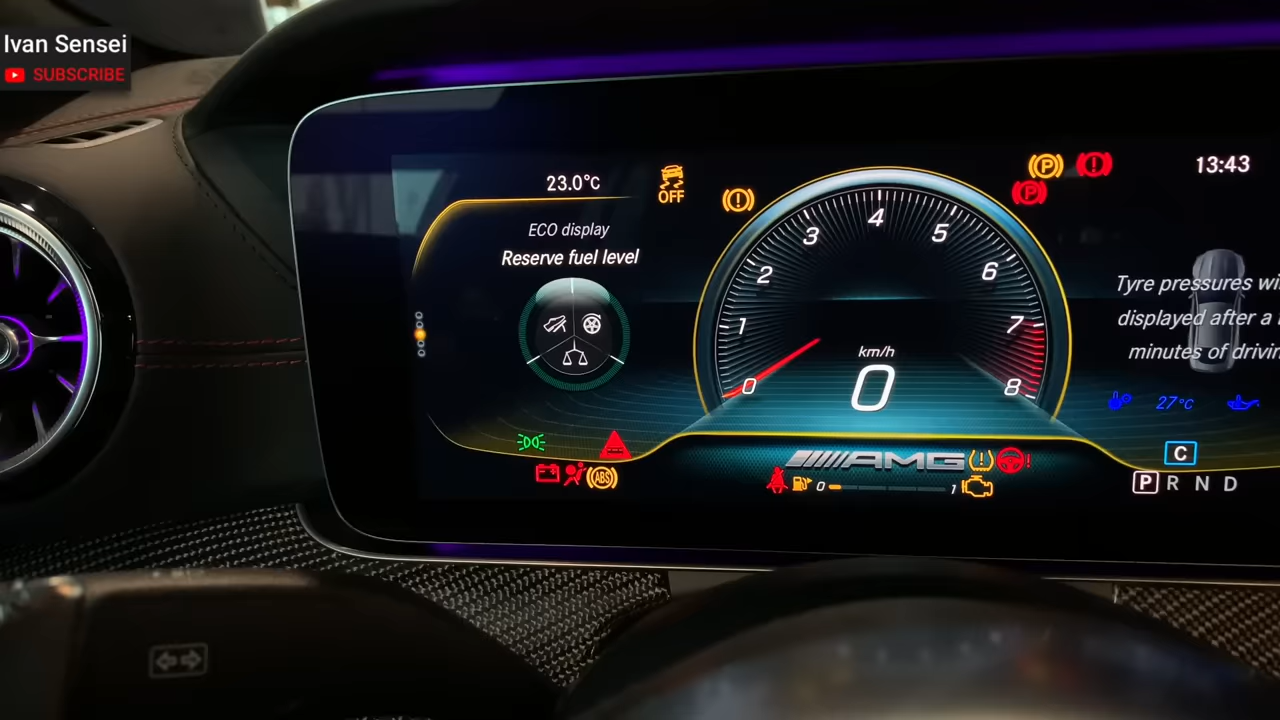 Ivan Sensei
SUBSCRIBE
23.0°C
OFF
13:43
ECO display
Reserve fuel level
0
1
2
3
4
5
6
7
8
km/h
0
Tyre pressures wi
displayed after a
minutes of drivin
27°C
AMG
ABS
0
1
C
P R N D
P
P